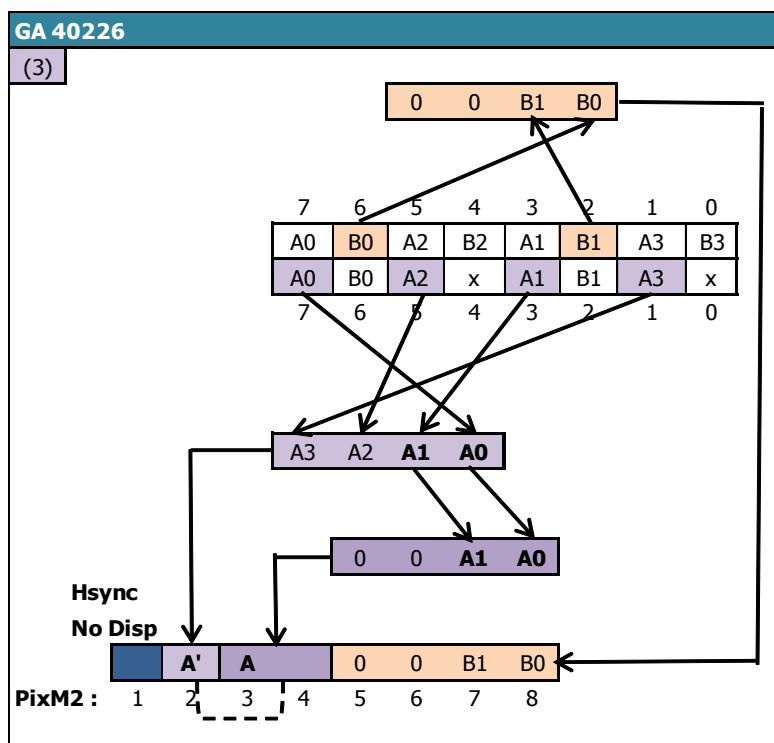 GA 40226
(3)
0 0 B1 B0
7 6 5 4 3 2 1 0
A0 B0 A2 B2 A1 B1 A3 B3
A0 B0 A2 x A1 B1 A3 x
7 6 5 4 3 2 1 0
A3 A2 A1 A0
0 0 A1 A0
Hsync
No Disp
A' A 0 0 B1 B0
PixM2 : 1 2 3 4 5 6 7 8